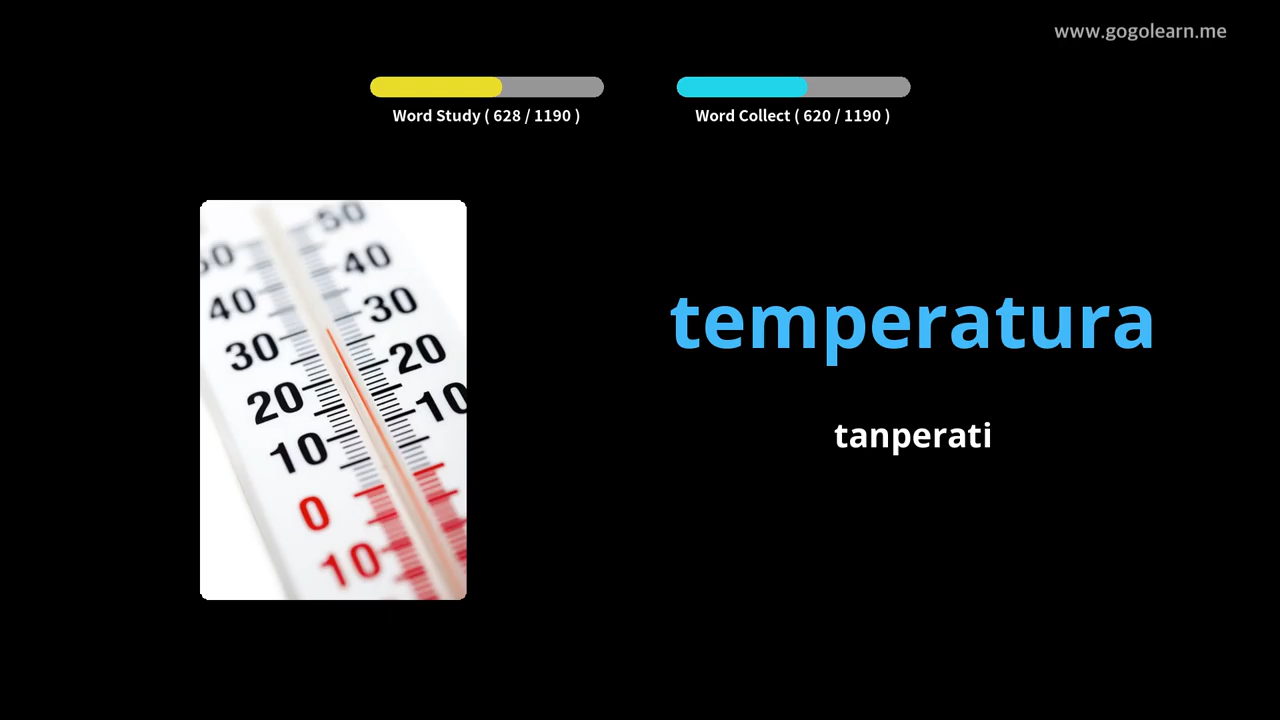 www.gogolearn.me
Word Study ( 628 / 1190 )
Word Collect ( 620 / 1190 )
temperatura
tanperati
50
50
40
40
30
30
20
20
10
10
0
10